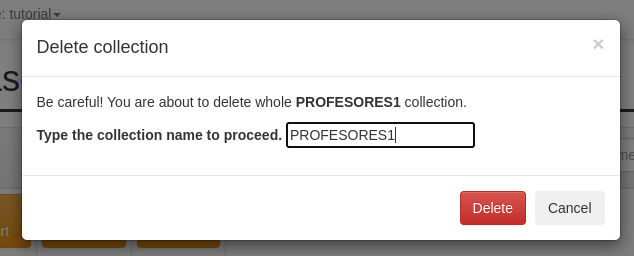 : tutorial
Delete collection
×
Be careful! You are about to delete whole PROFESORES1 collection.
Type the collection name to proceed. PROFESORES1
Delete Cancel